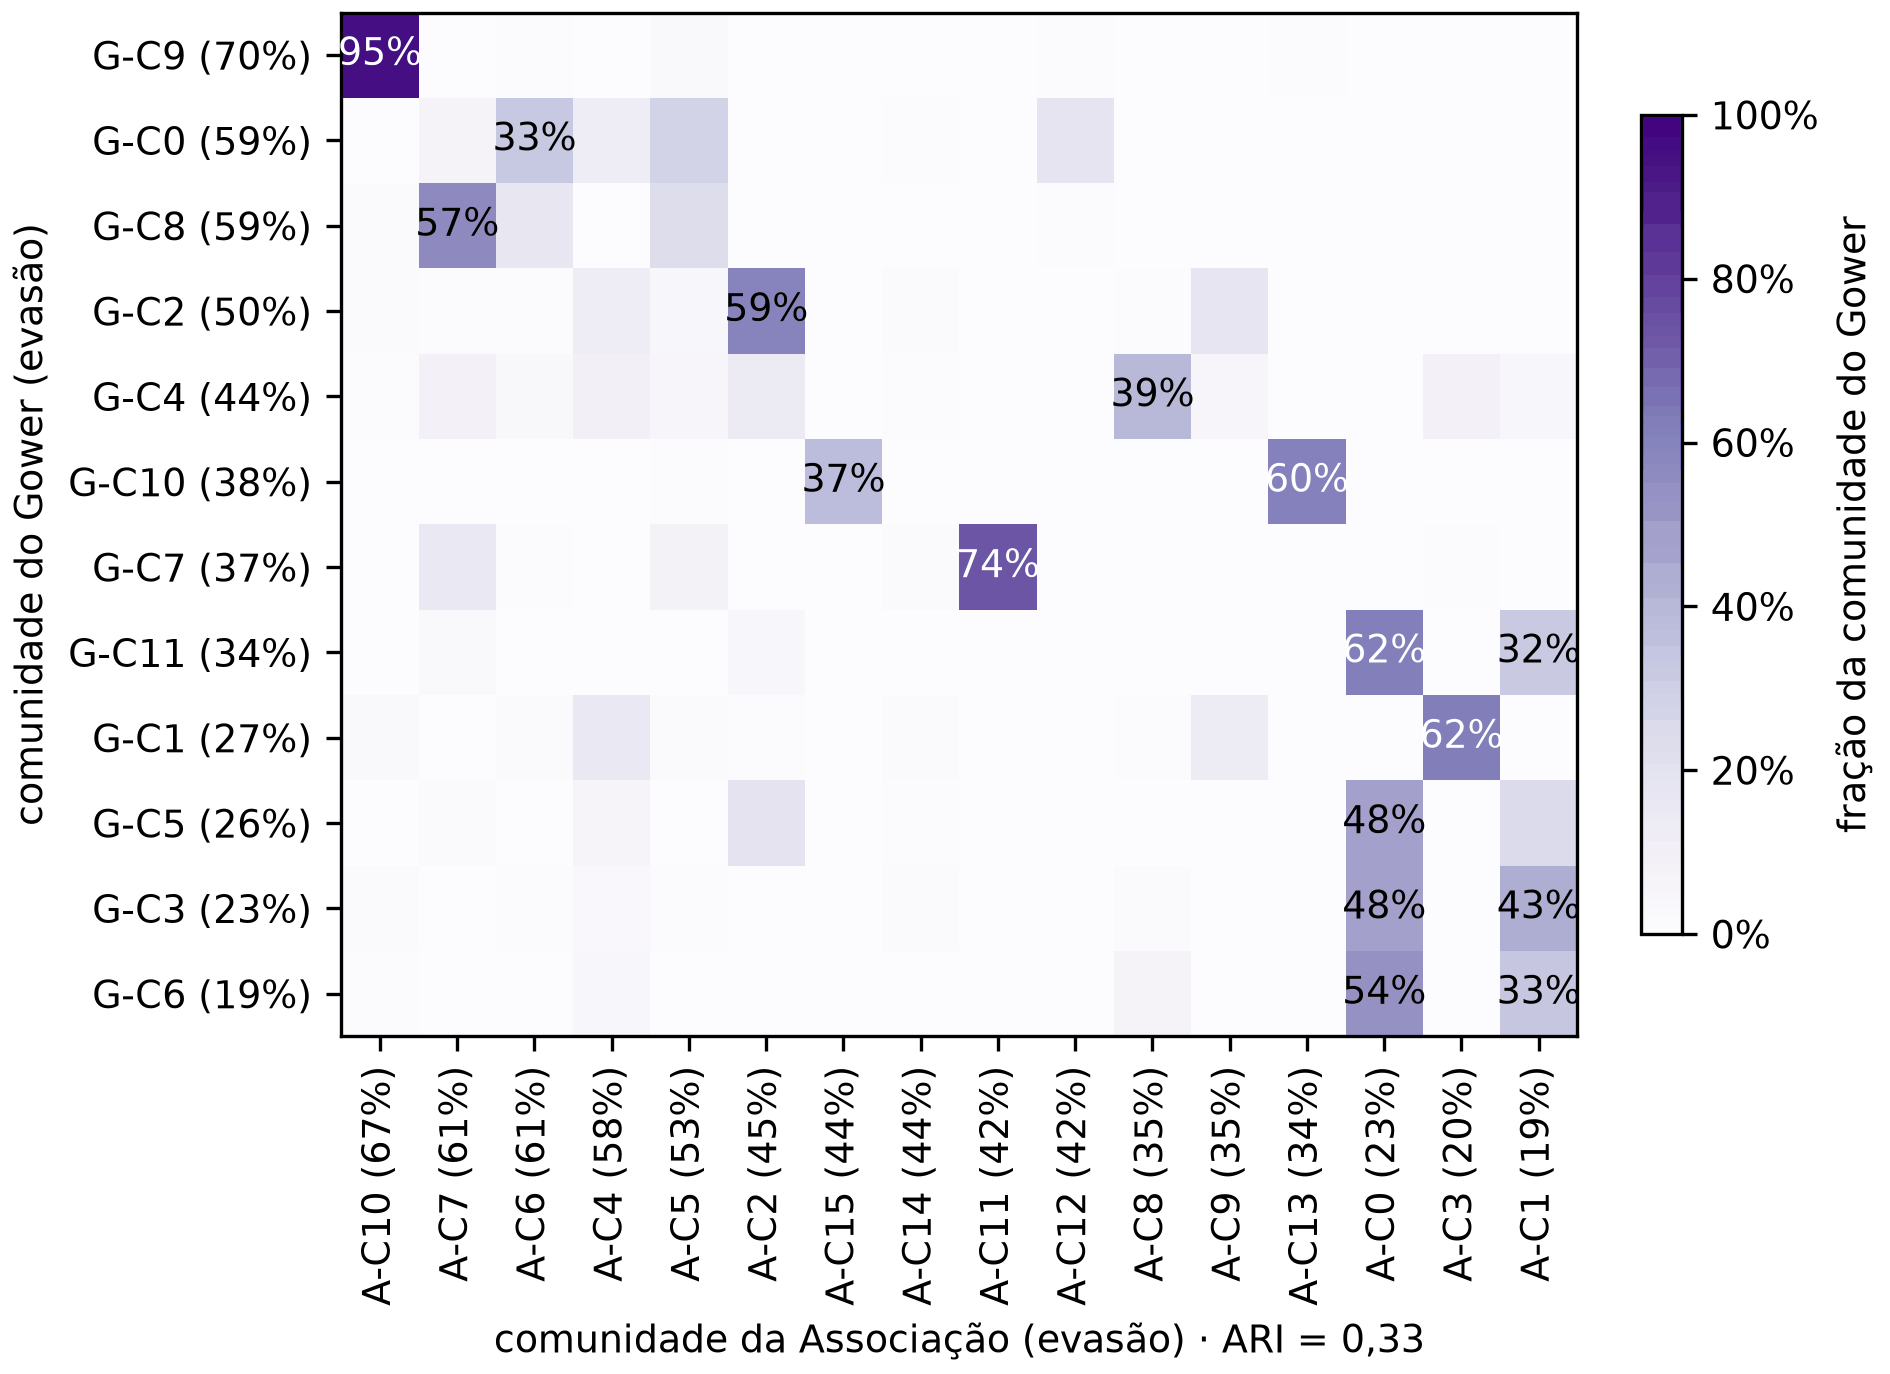 comunidade do Gower (evasão)
G-C9 (70%)
G-C0 (59%)
G-C8 (59%)
G-C2 (50%)
G-C4 (44%)
G-C10 (38%)
G-C7 (37%)
G-C11 (34%)
G-C1 (27%)
G-C5 (26%)
G-C3 (23%)
G-C6 (19%)
95%
33%
57%
59%
39%
37% 60%
74%
62% 32%
62%
48%
48% 43%
54% 33%
A-C10 (67%)
A-C7 (61%)
A-C6 (61%)
A-C4 (58%)
A-C5 (53%)
A-C2 (45%)
A-C15 (44%)
A-C14 (44%)
A-C11 (42%)
A-C12 (42%)
A-C8 (35%)
A-C9 (35%)
A-C13 (34%)
A-C0 (23%)
A-C3 (20%)
A-C1 (19%)
comunidade da Associação (evasão) · ARI = 0,33
100%
80%
60%
40%
20%
0%
fração da comunidade do Gower